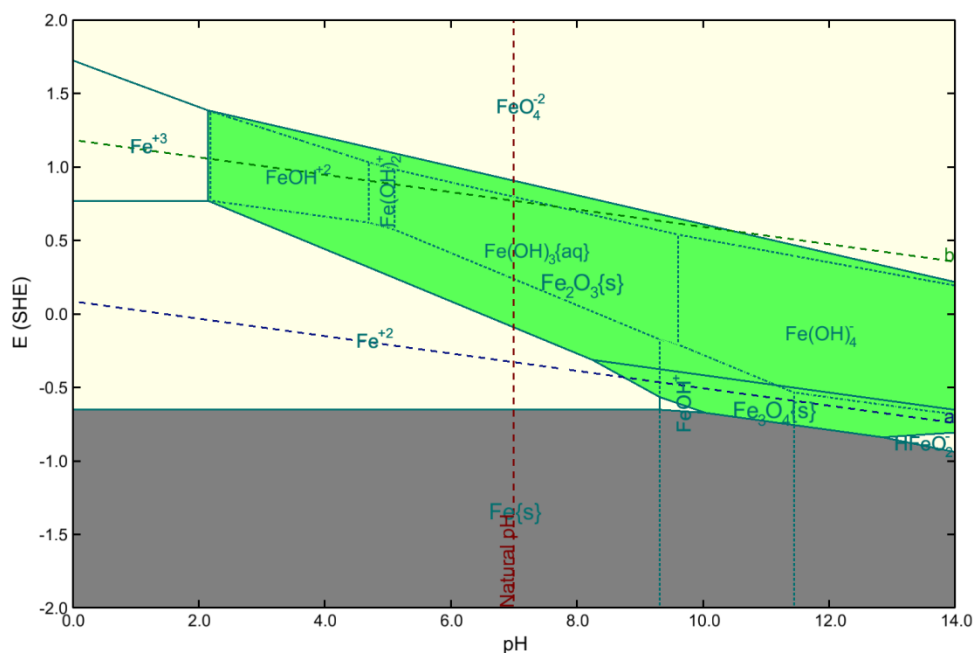 E (SHE)
2.0
1.5
1.0
0.5
0.0
-0.5
-1.0
-1.5
-2.0
FeO₄⁻²
Fe⁺³
FeOH⁺²
Fe(OH)₂⁺
Fe(OH)₃{aq}
Fe₂O₃{s}
b
Fe(OH)₄⁻
Fe⁺²
FeOH⁺
Fe₃O₄{s}
a
HFeO₂⁻
Fe{s}
Natural pH
0.0 2.0 4.0 6.0 8.0 10.0 12.0 14.0
pH